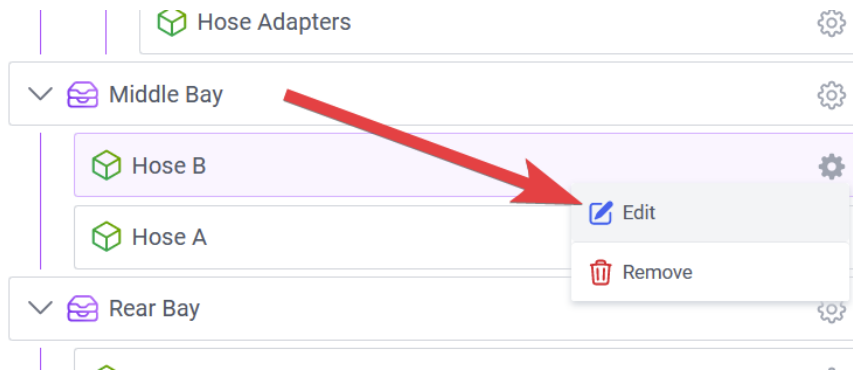 Hose Adapters
Middle Bay
Hose B
Edit
Hose A
Remove
Rear Bay